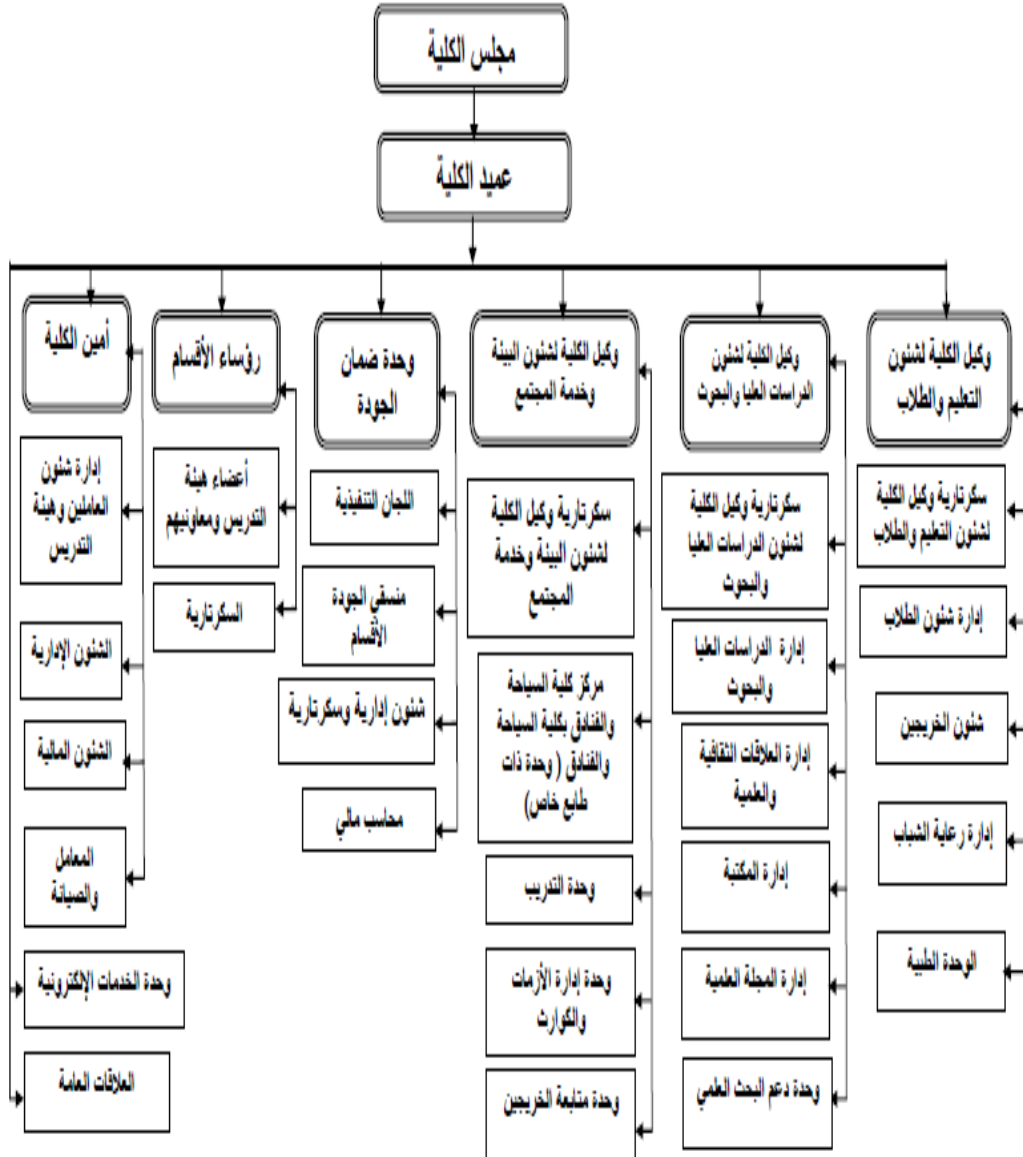 مجلس الكلية
عميد الكلية
وكيل الكلية لشئون
التعليم والطلاب
سكرتارية وكيل الكلية
لشئون التعليم والطلاب
إدارة شئون الطلاب
شئون الخريجين
إدارة رعاية الشباب
الوحدة الطبية
وكيل الكلية لشئون
الدراسات العليا والبحوث
سكرتارية وكيل الكلية
لشئون الدراسات العليا
والبحوث
إدارة الدراسات العليا
والبحوث
إدارة العلاقات الثقافية
والعلمية
إدارة المكتبة
إدارة المجلة العلمية
وحدة دعم البحث العلمي
وكيل الكلية لشئون البيئة
وخدمة المجتمع
سكرتارية وكيل الكلية
لشئون البيئة وخدمة
المجتمع
مركز كلية السياحة
والفنادق بكلية السياحة
والفنادق ( وحدة ذات
طابع خاص)
وحدة التدريب
وحدة إدارة الأزمات
والكوارث
وحدة متابعة الخريجين
وحدة ضمان
الجودة
اللجان التنفيذية
منسقي الجودة
الأقسام
شئون إدارية وسكرتارية
محاسب مالي
رؤساء الأقسام
أعضاء هيئة
التدريس ومعاونيهم
السكرتارية
أمين الكلية
إدارة شئون
العاملين وهيئة
التدريس
الشئون الإدارية
الشئون المالية
المعامل
والصيانة
وحدة الخدمات الإلكترونية
العلاقات العامة